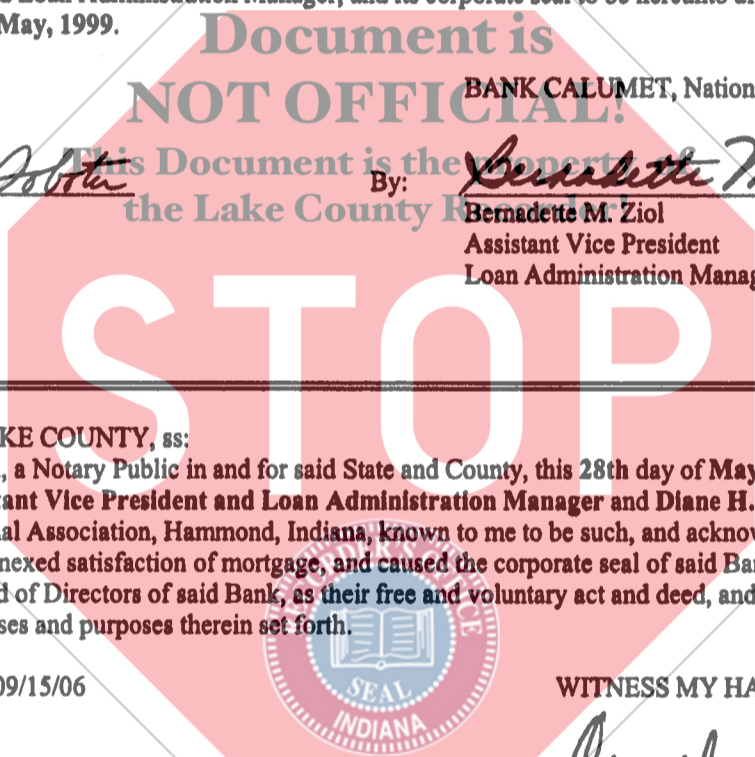 May, 1999.
Document is
NOT OFFICIAL!
BANK CALUMET, Nation
This Document is the property of
By:
the Lake County Recorder!
Bernadette M. Ziol
Assistant Vice President
Loan Administration Manag
STOP
KE COUNTY, ss:
, a Notary Public in and for said State and County, this 28th day of May
ant Vice President and Loan Administration Manager and Diane H.
al Association, Hammond, Indiana, known to me to be such, and acknow
nexed satisfaction of mortgage, and caused the corporate seal of said Ban
d of Directors of said Bank, as their free and voluntary act and deed, and
ses and purposes therein set forth.
RECORDER'S OFFICE
SEAL
INDIANA
09/15/06
WITNESS MY HA